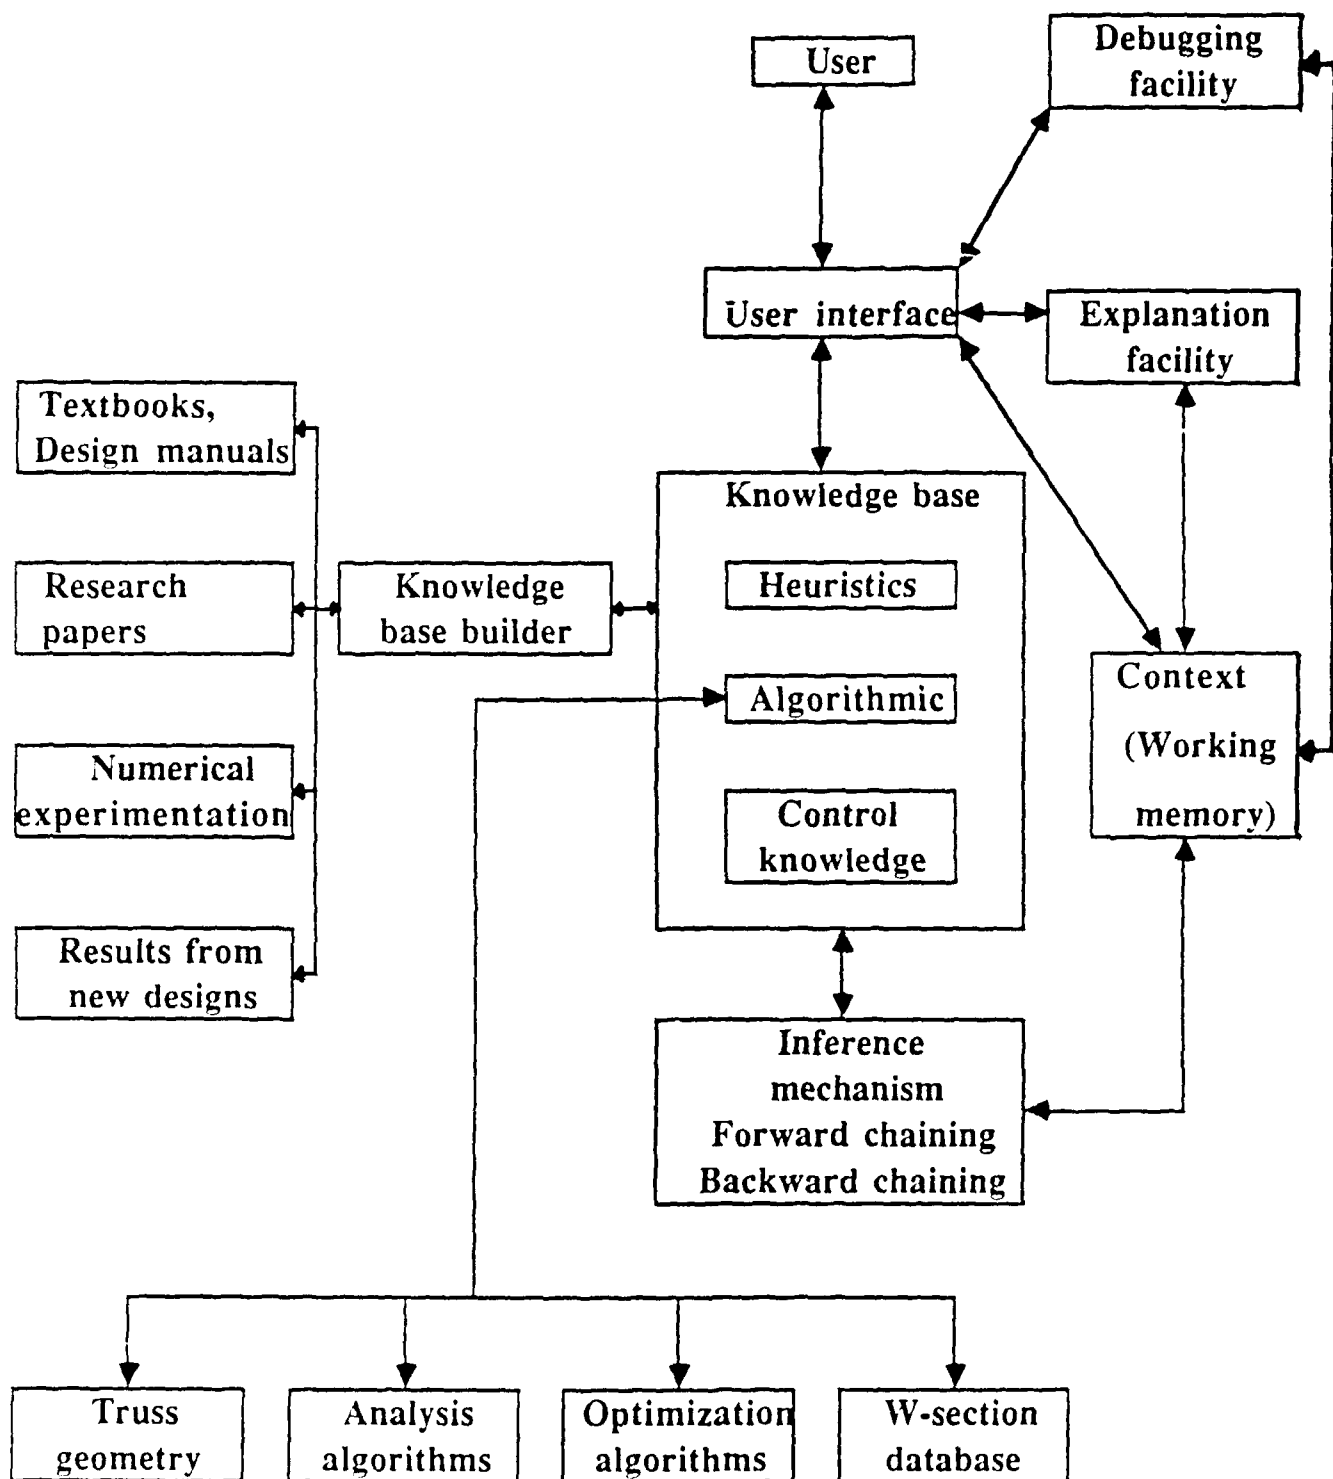 User
Debugging
facility
User interface
Explanation
facility
Textbooks,
Design manuals
Research
papers
Numerical
experimentation
Results from
new designs
Knowledge
base builder
Knowledge base
Heuristics
Algorithmic
Control
knowledge
Context
(Working
memory)
Inference
mechanism
Forward chaining
Backward chaining
Truss
geometry
Analysis
algorithms
Optimization
algorithms
W-section
database